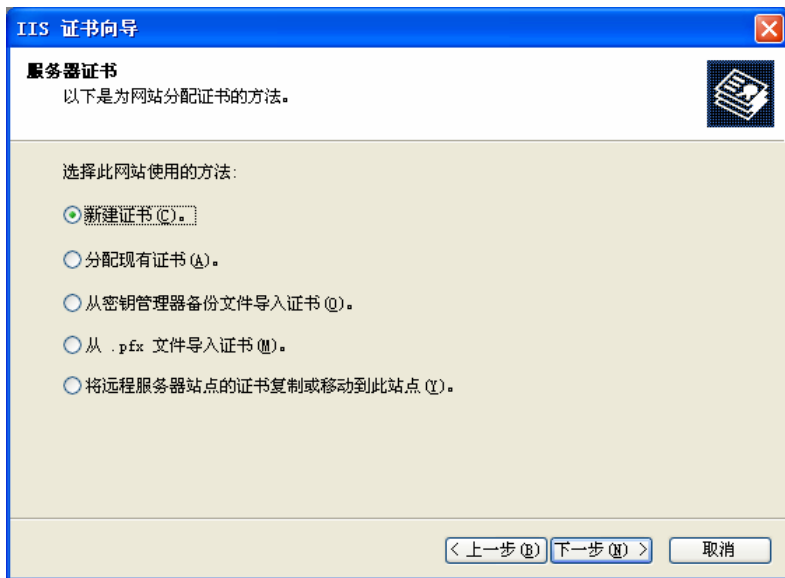 IIS 证书向导
服务器证书
以下是为网站分配证书的方法。
选择此网站使用的方法:
新建证书(C)。
分配现有证书(A)。
从密钥管理器备份文件导入证书(O)。
从 .pfx 文件导入证书(M)。
将远程服务器站点的证书复制或移动到此站点(Y)。
< 上一步(B) 下一步(N) > 取消